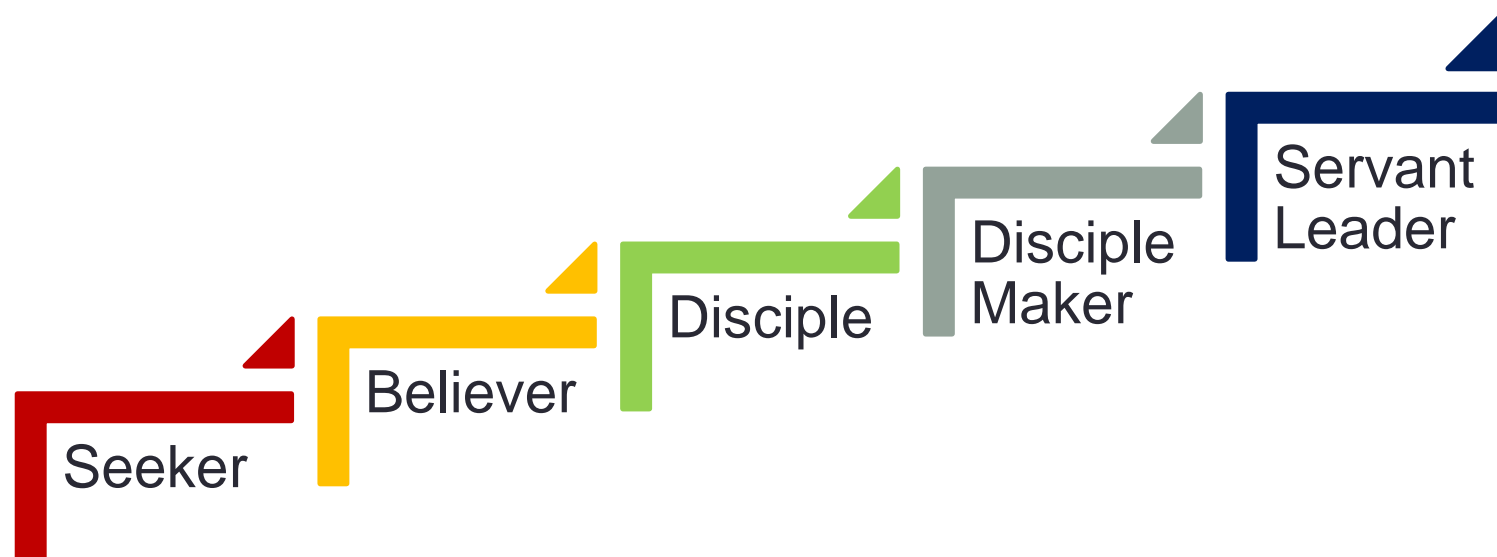 Seeker
Believer
Disciple
Disciple
Maker
Servant
Leader